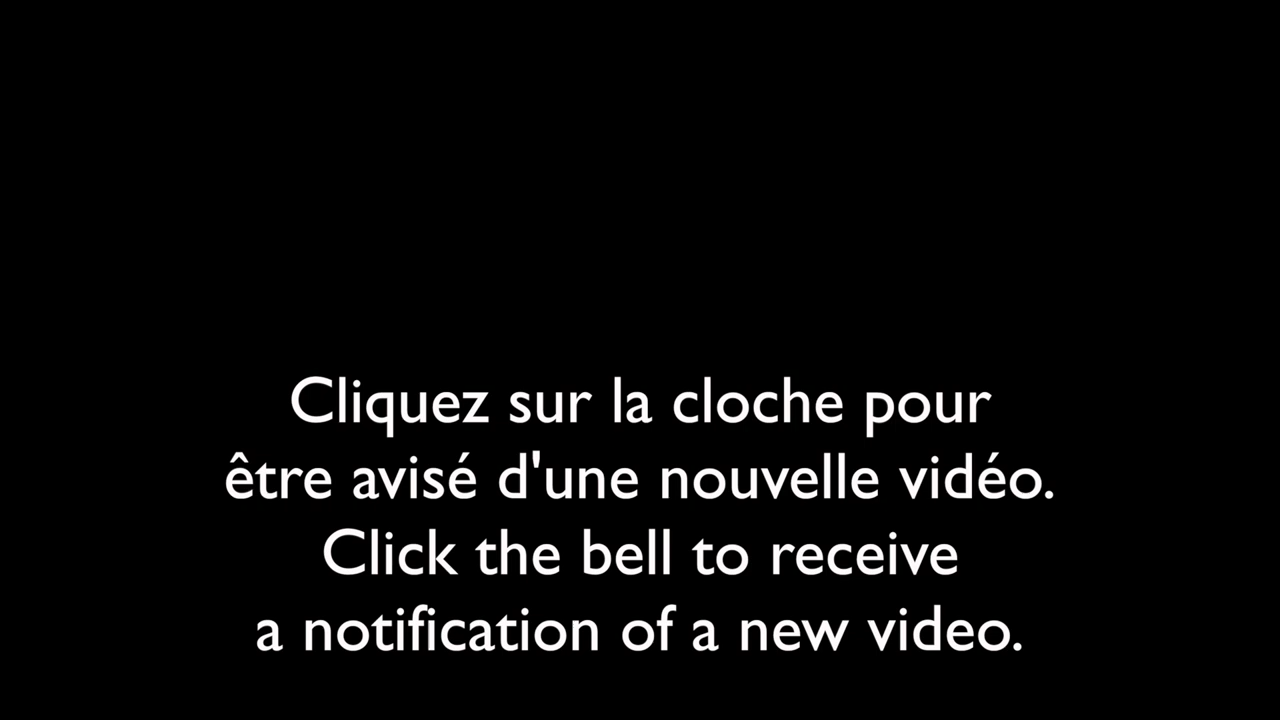 Cliquez sur la cloche pour
être avisé d'une nouvelle vidéo.
Click the bell to receive
a notification of a new video.